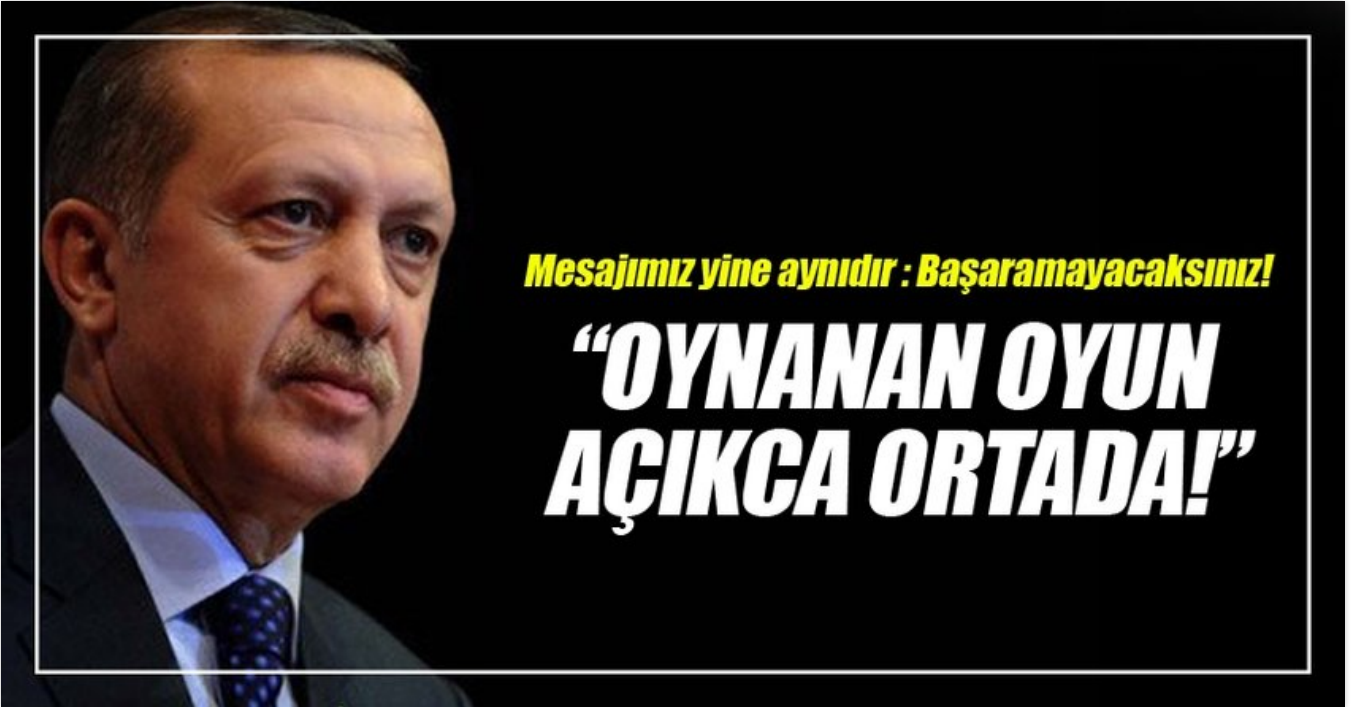 Mesajımız yine aynıdır : Başaramayacaksınız!
“OYNANAN OYUN
AÇIKCA ORTADA!”